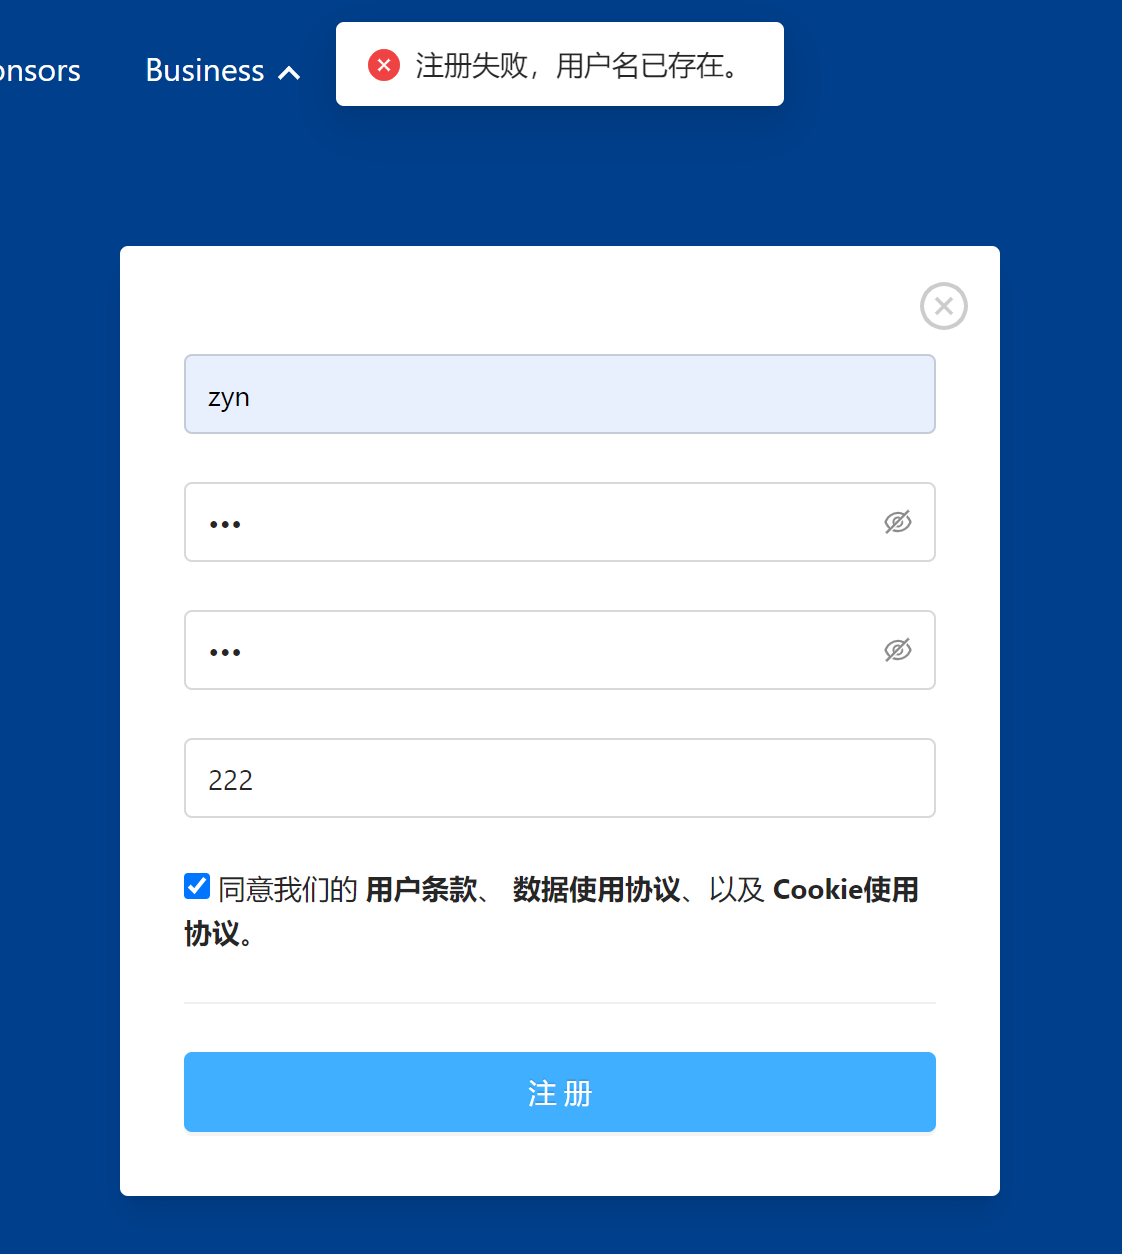 nsors
Business
注册失败，用户名已存在。
zyn
•••
•••
222
同意我们的 用户条款、 数据使用协议、以及 Cookie使用
协议。
注 册